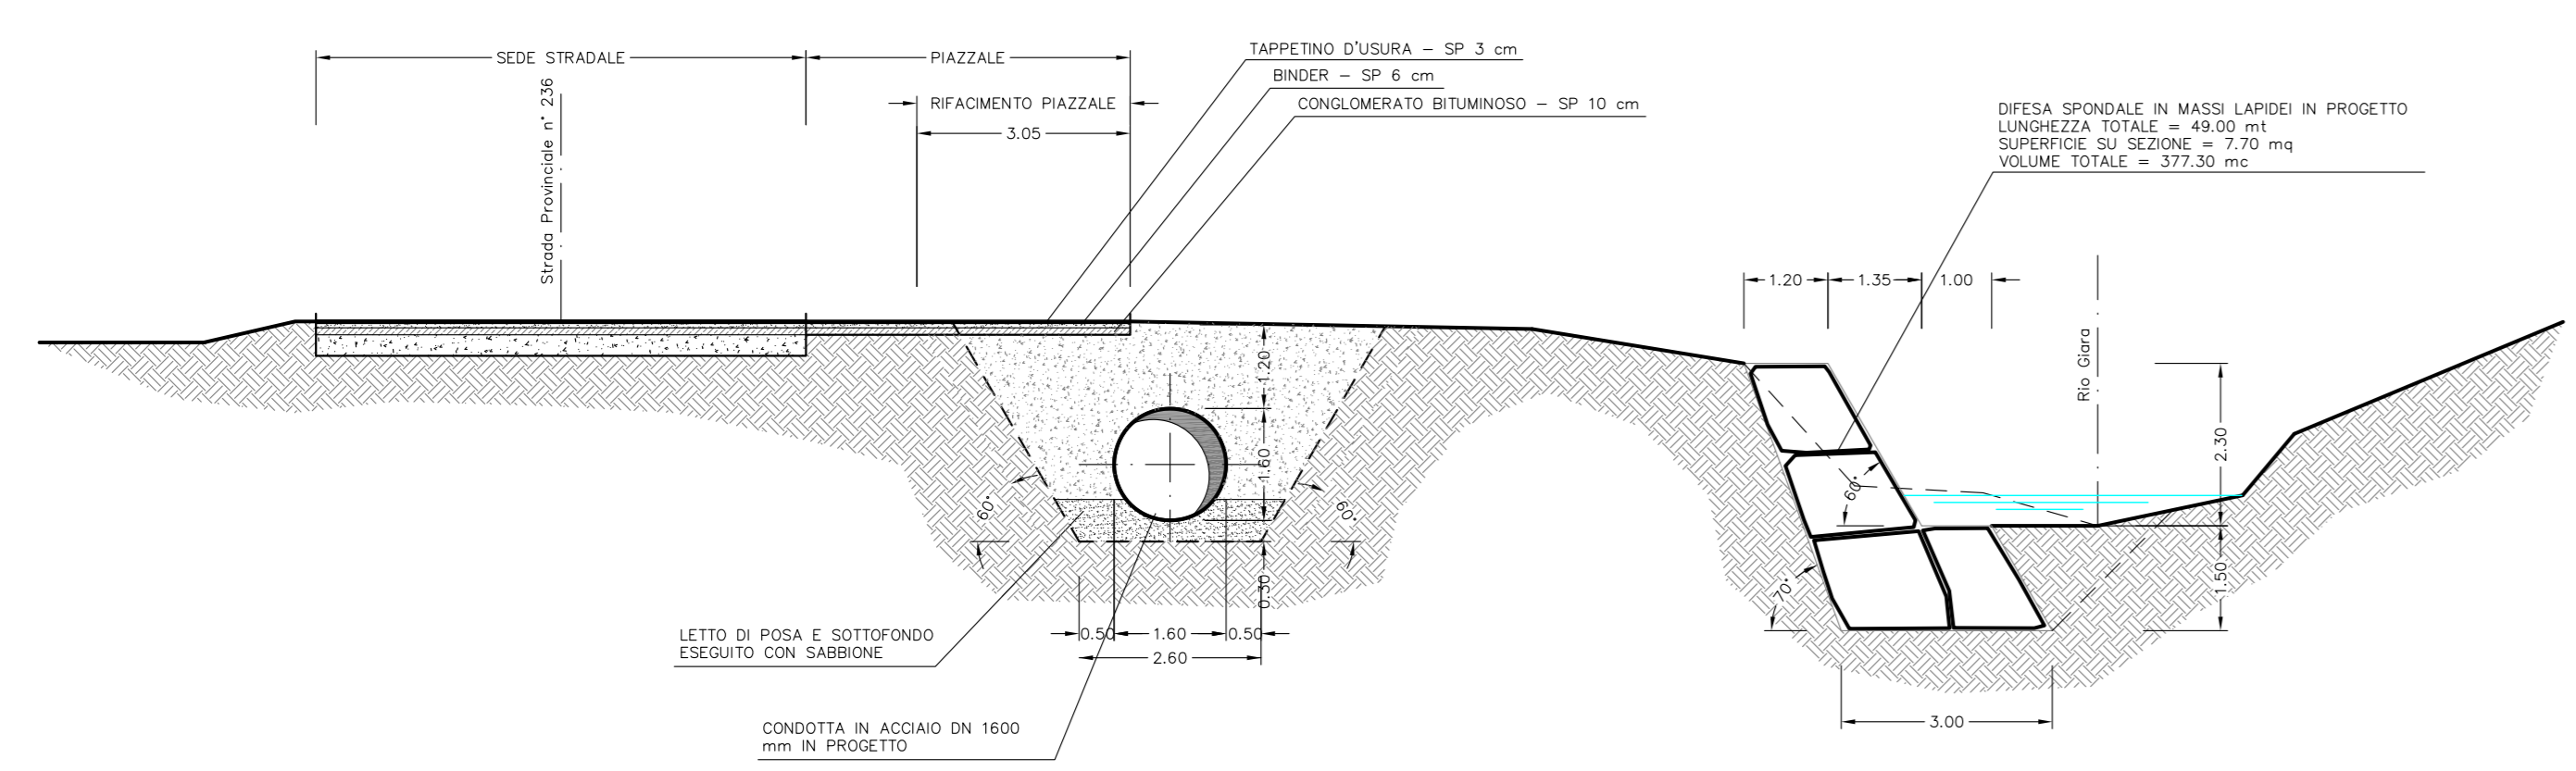 SEDE STRADALE
PIAZZALE
RIFACIMENTO PIAZZALE
3.05
Strada Provinciale n° 236
TAPPETINO D'USURA – SP 3 cm
BINDER – SP 6 cm
CONGLOMERATO BITUMINOSO – SP 10 cm
DIFESA SPONDALE IN MASSI LAPIDEI IN PROGETTO
LUNGHEZZA TOTALE = 49.00 mt
SUPERFICIE SU SEZIONE = 7.70 mq
VOLUME TOTALE = 377.30 mc
1.20
1.35
1.00
Rio Giara
1.20
1.60
0.30
60°
60°
60°
70°
2.30
1.50
0.50
1.60
0.50
2.60
3.00
LETTO DI POSA E SOTTOFONDO
ESEGUITO CON SABBIONE
CONDOTTA IN ACCIAIO DN 1600
mm IN PROGETTO